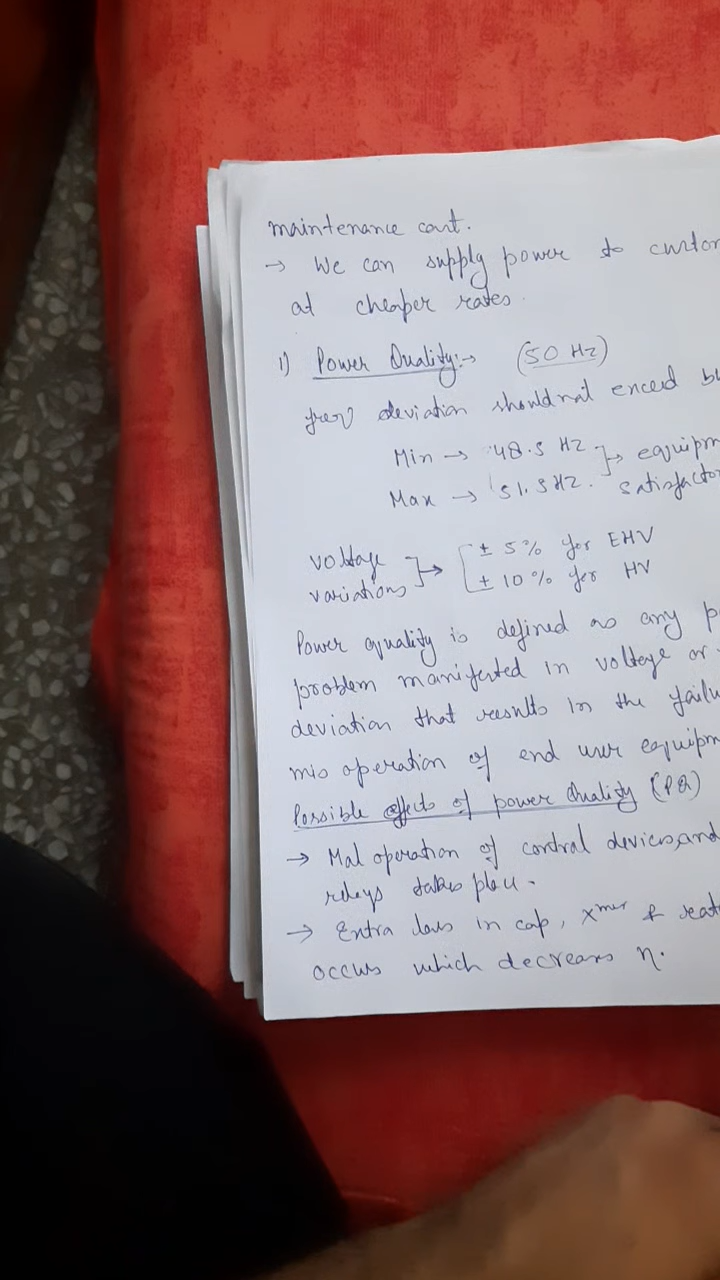 maintenance cost.
→ We can supply power to custom
at cheaper rates.
1) Power Quality:→ (50 Hz)
freq deviation should not exceed bl
Min → 48.5 Hz } → equipm
Max → 51.5 Hz. satisfactor
voltage variations } → [ ± 5% for EHV
± 10% for HV
Power quality is defined as any p
problem manifested in voltage or
deviation that results in the failu
mis operation of end user equipm
Possible effects of power Quality (PQ)
→ Mal operation of control devices, and
relays takes place.
→ Extra loss in cap, xmer & reat
occurs which decreases η.